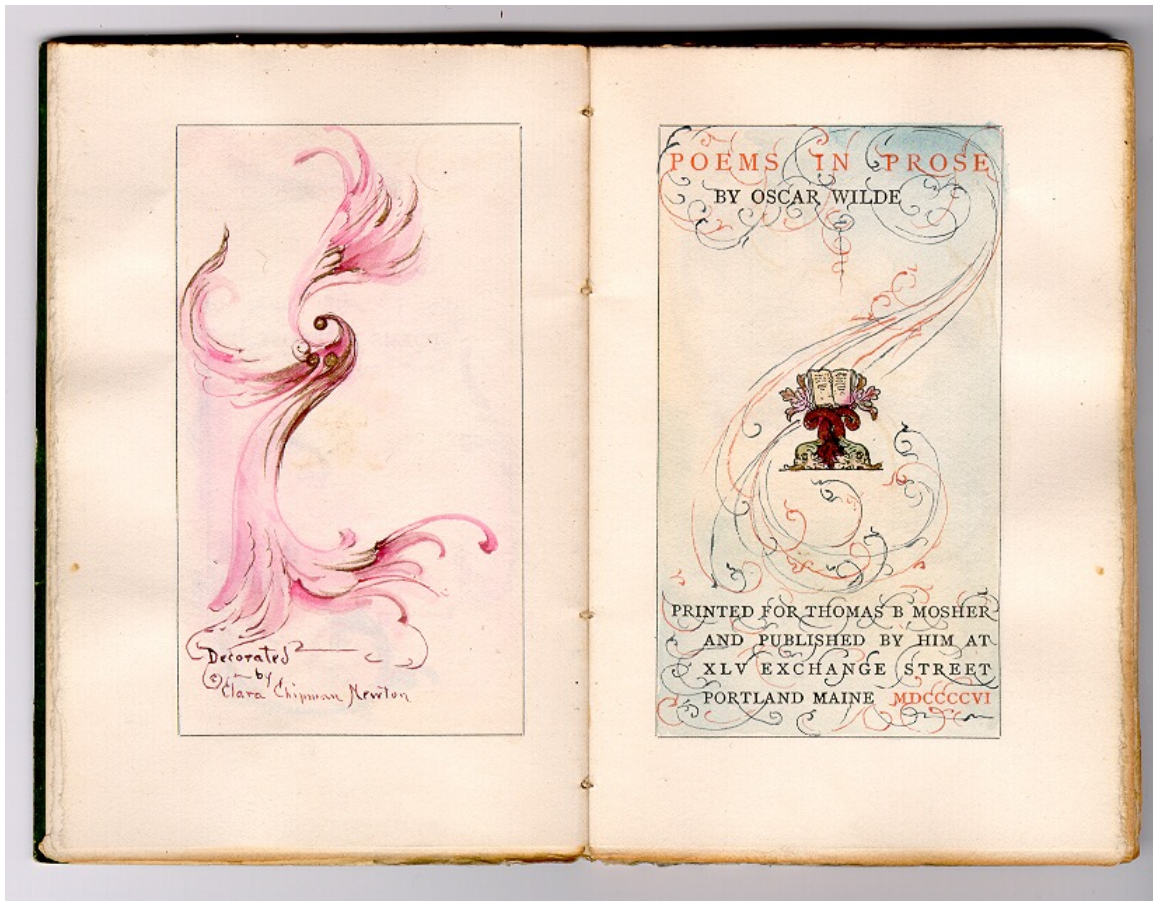 Decorated
by
Clara Chipman Newton
POEMS IN PROSE
BY OSCAR WILDE
PRINTED FOR THOMAS B MOSHER
AND PUBLISHED BY HIM AT
XLV EXCHANGE STREET
PORTLAND MAINE MDCCCCVI